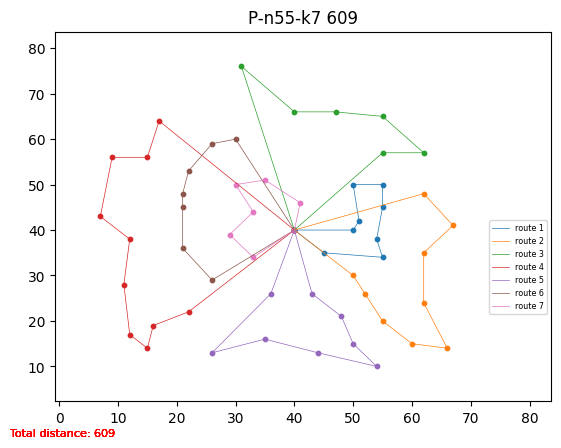 P-n55-k7 609
80
70
60
50
40
30
20
10
0 10 20 30 40 50 60 70 80
route 1
route 2
route 3
route 4
route 5
route 6
route 7
Total distance: 609